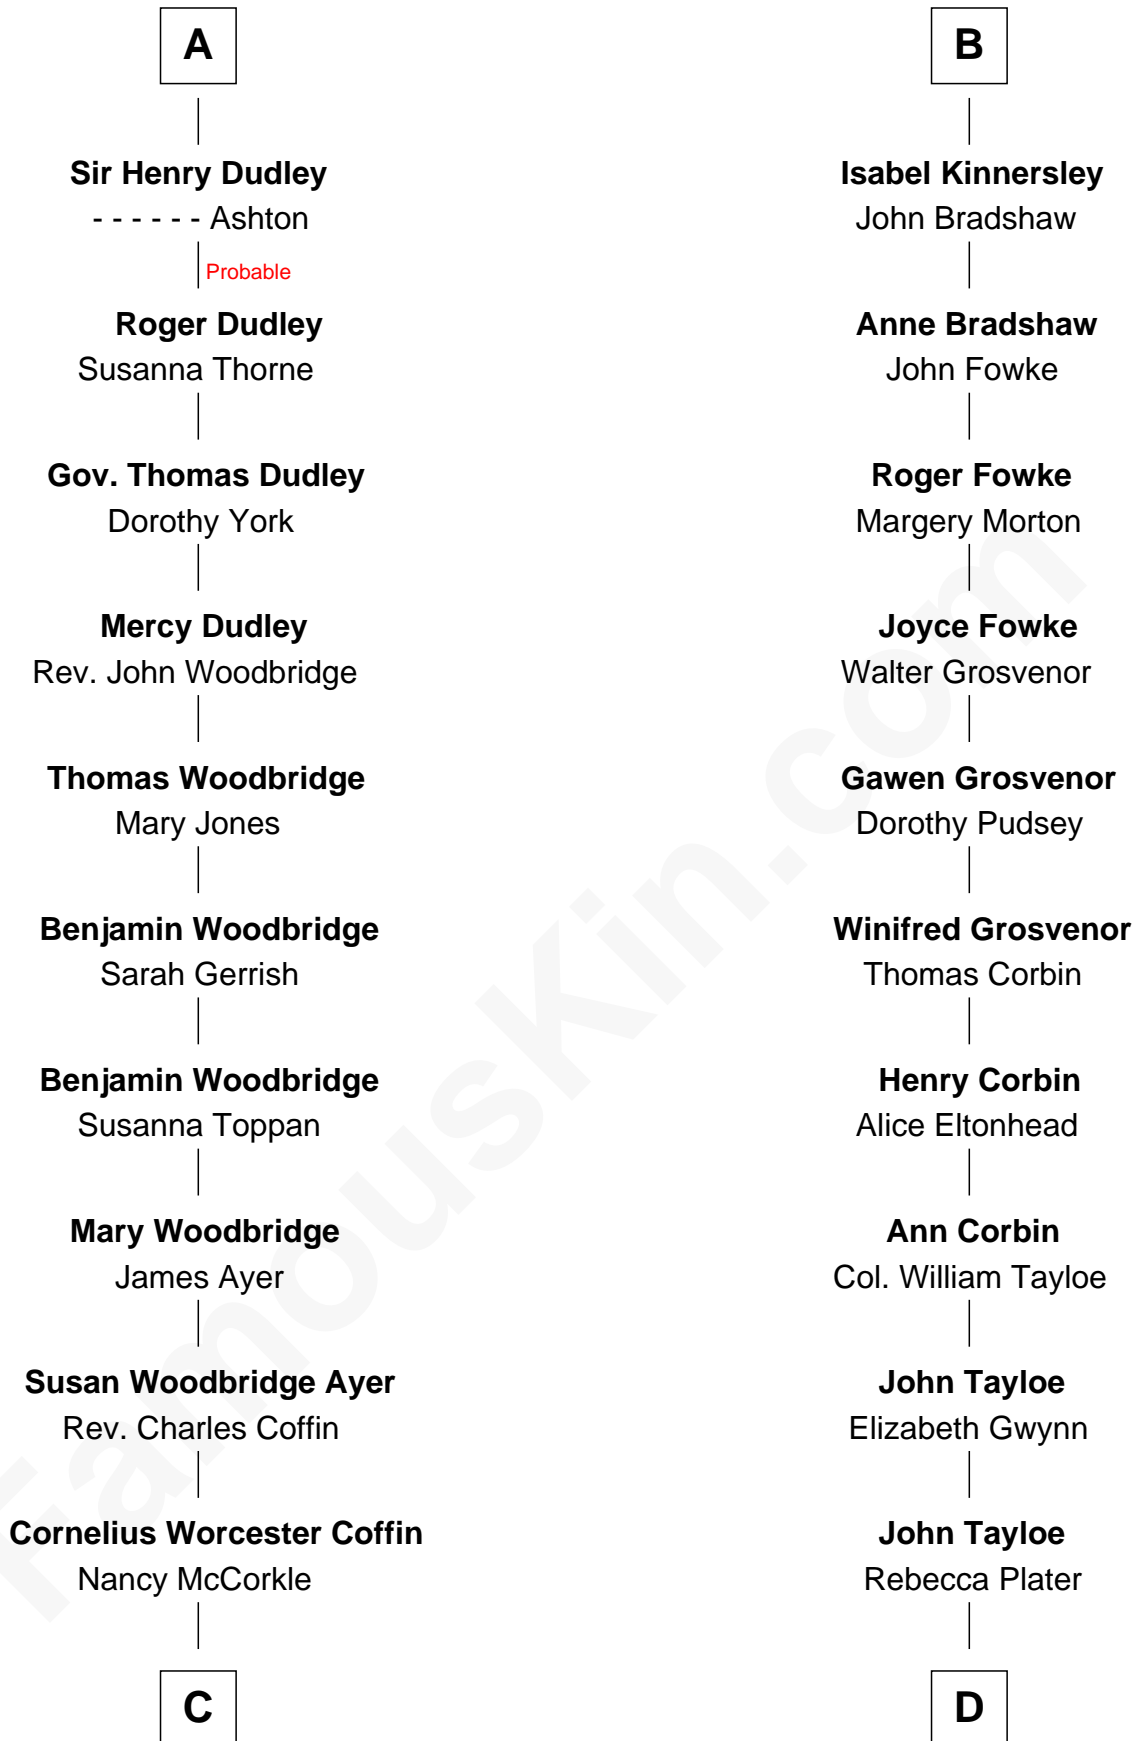 A
Sir Henry Dudley
- - - - - - Ashton
Probable
Roger Dudley
Susanna Thorne
Gov. Thomas Dudley
Dorothy York
Mercy Dudley
Rev. John Woodbridge
Thomas Woodbridge
Mary Jones
Benjamin Woodbridge
Sarah Gerrish
Benjamin Woodbridge
Susanna Toppan
Mary Woodbridge
James Ayer
Susan Woodbridge Ayer
Rev. Charles Coffin
Cornelius Worcester Coffin
Nancy McCorkle
C
B
Isabel Kinnersley
John Bradshaw
Anne Bradshaw
John Fowke
Roger Fowke
Margery Morton
Joyce Fowke
Walter Grosvenor
Gawen Grosvenor
Dorothy Pudsey
Winifred Grosvenor
Thomas Corbin
Henry Corbin
Alice Eltonhead
Ann Corbin
Col. William Tayloe
John Tayloe
Elizabeth Gwynn
John Tayloe
Rebecca Plater
D
FamousKin.com